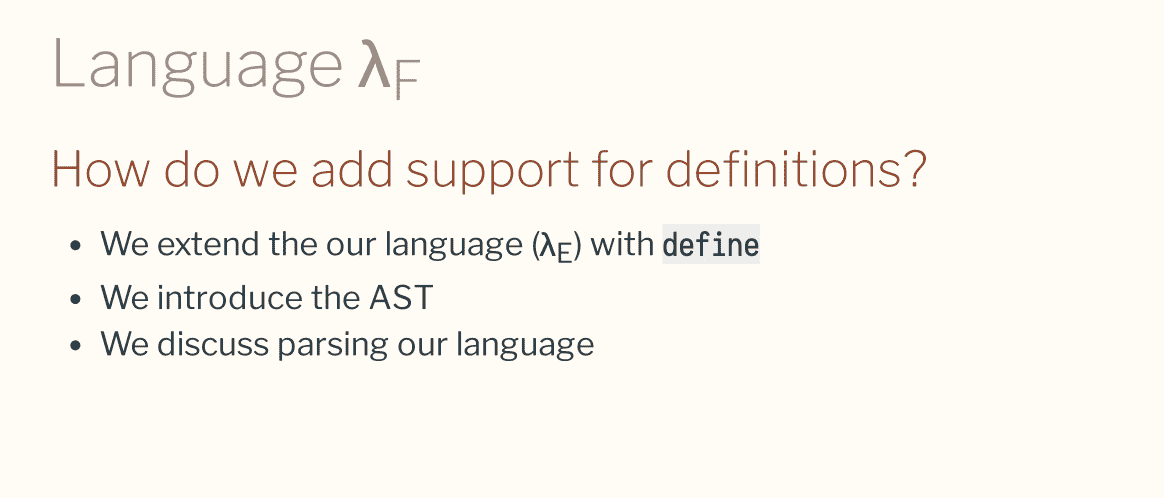 Language λF
How do we add support for definitions?
• We extend the our language (λE) with define
• We introduce the AST
• We discuss parsing our language